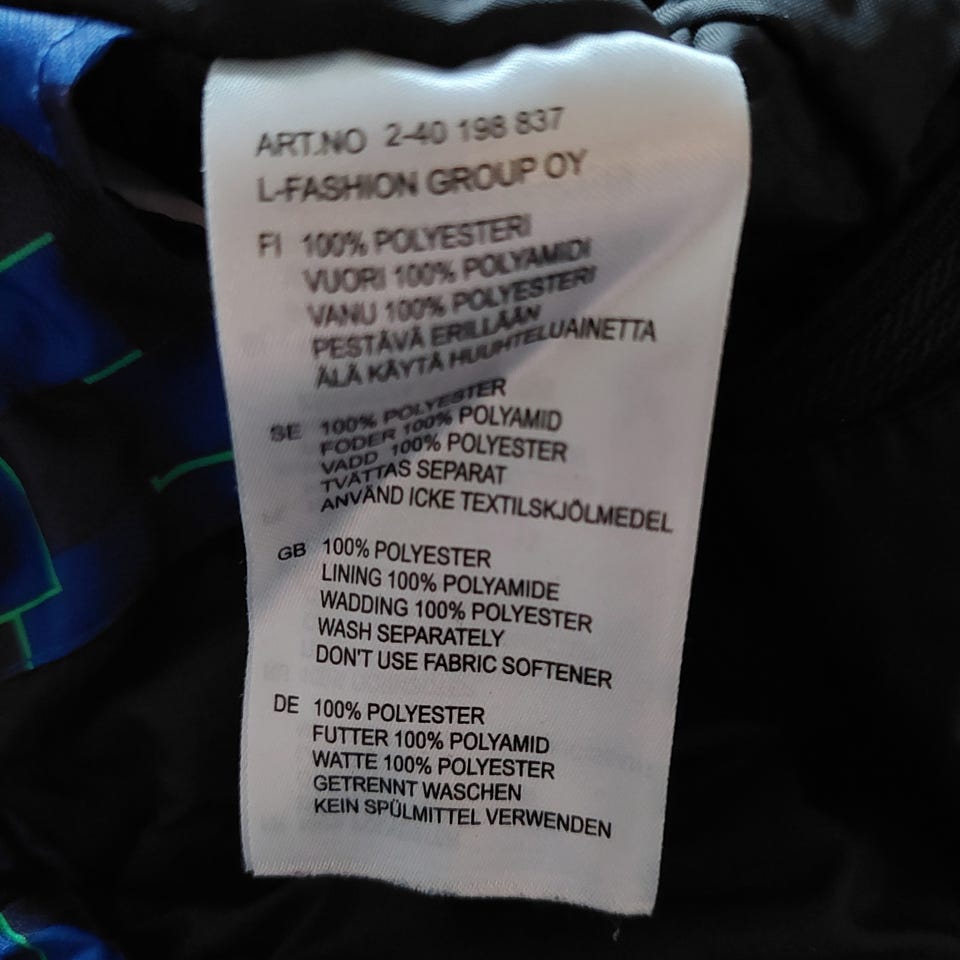 ART.NO 2-40 198 837
L-FASHION GROUP OY
FI 100% POLYESTERI
VUORI 100% POLYAMIDI
VANU 100% POLYESTERI
PESTÄVÄ ERILLÄÄN
ÄLÄ KÄYTÄ HUUHTELUAINETTA
SE 100% POLYESTER
FODER 100% POLYAMID
VADD 100% POLYESTER
TVÄTTAS SEPARAT
ANVÄND ICKE TEXTILSKJÖLMEDEL
GB 100% POLYESTER
LINING 100% POLYAMIDE
WADDING 100% POLYESTER
WASH SEPARATELY
DON'T USE FABRIC SOFTENER
DE 100% POLYESTER
FUTTER 100% POLYAMID
WATTE 100% POLYESTER
GETRENNT WASCHEN
KEIN SPÜLMITTEL VERWENDEN